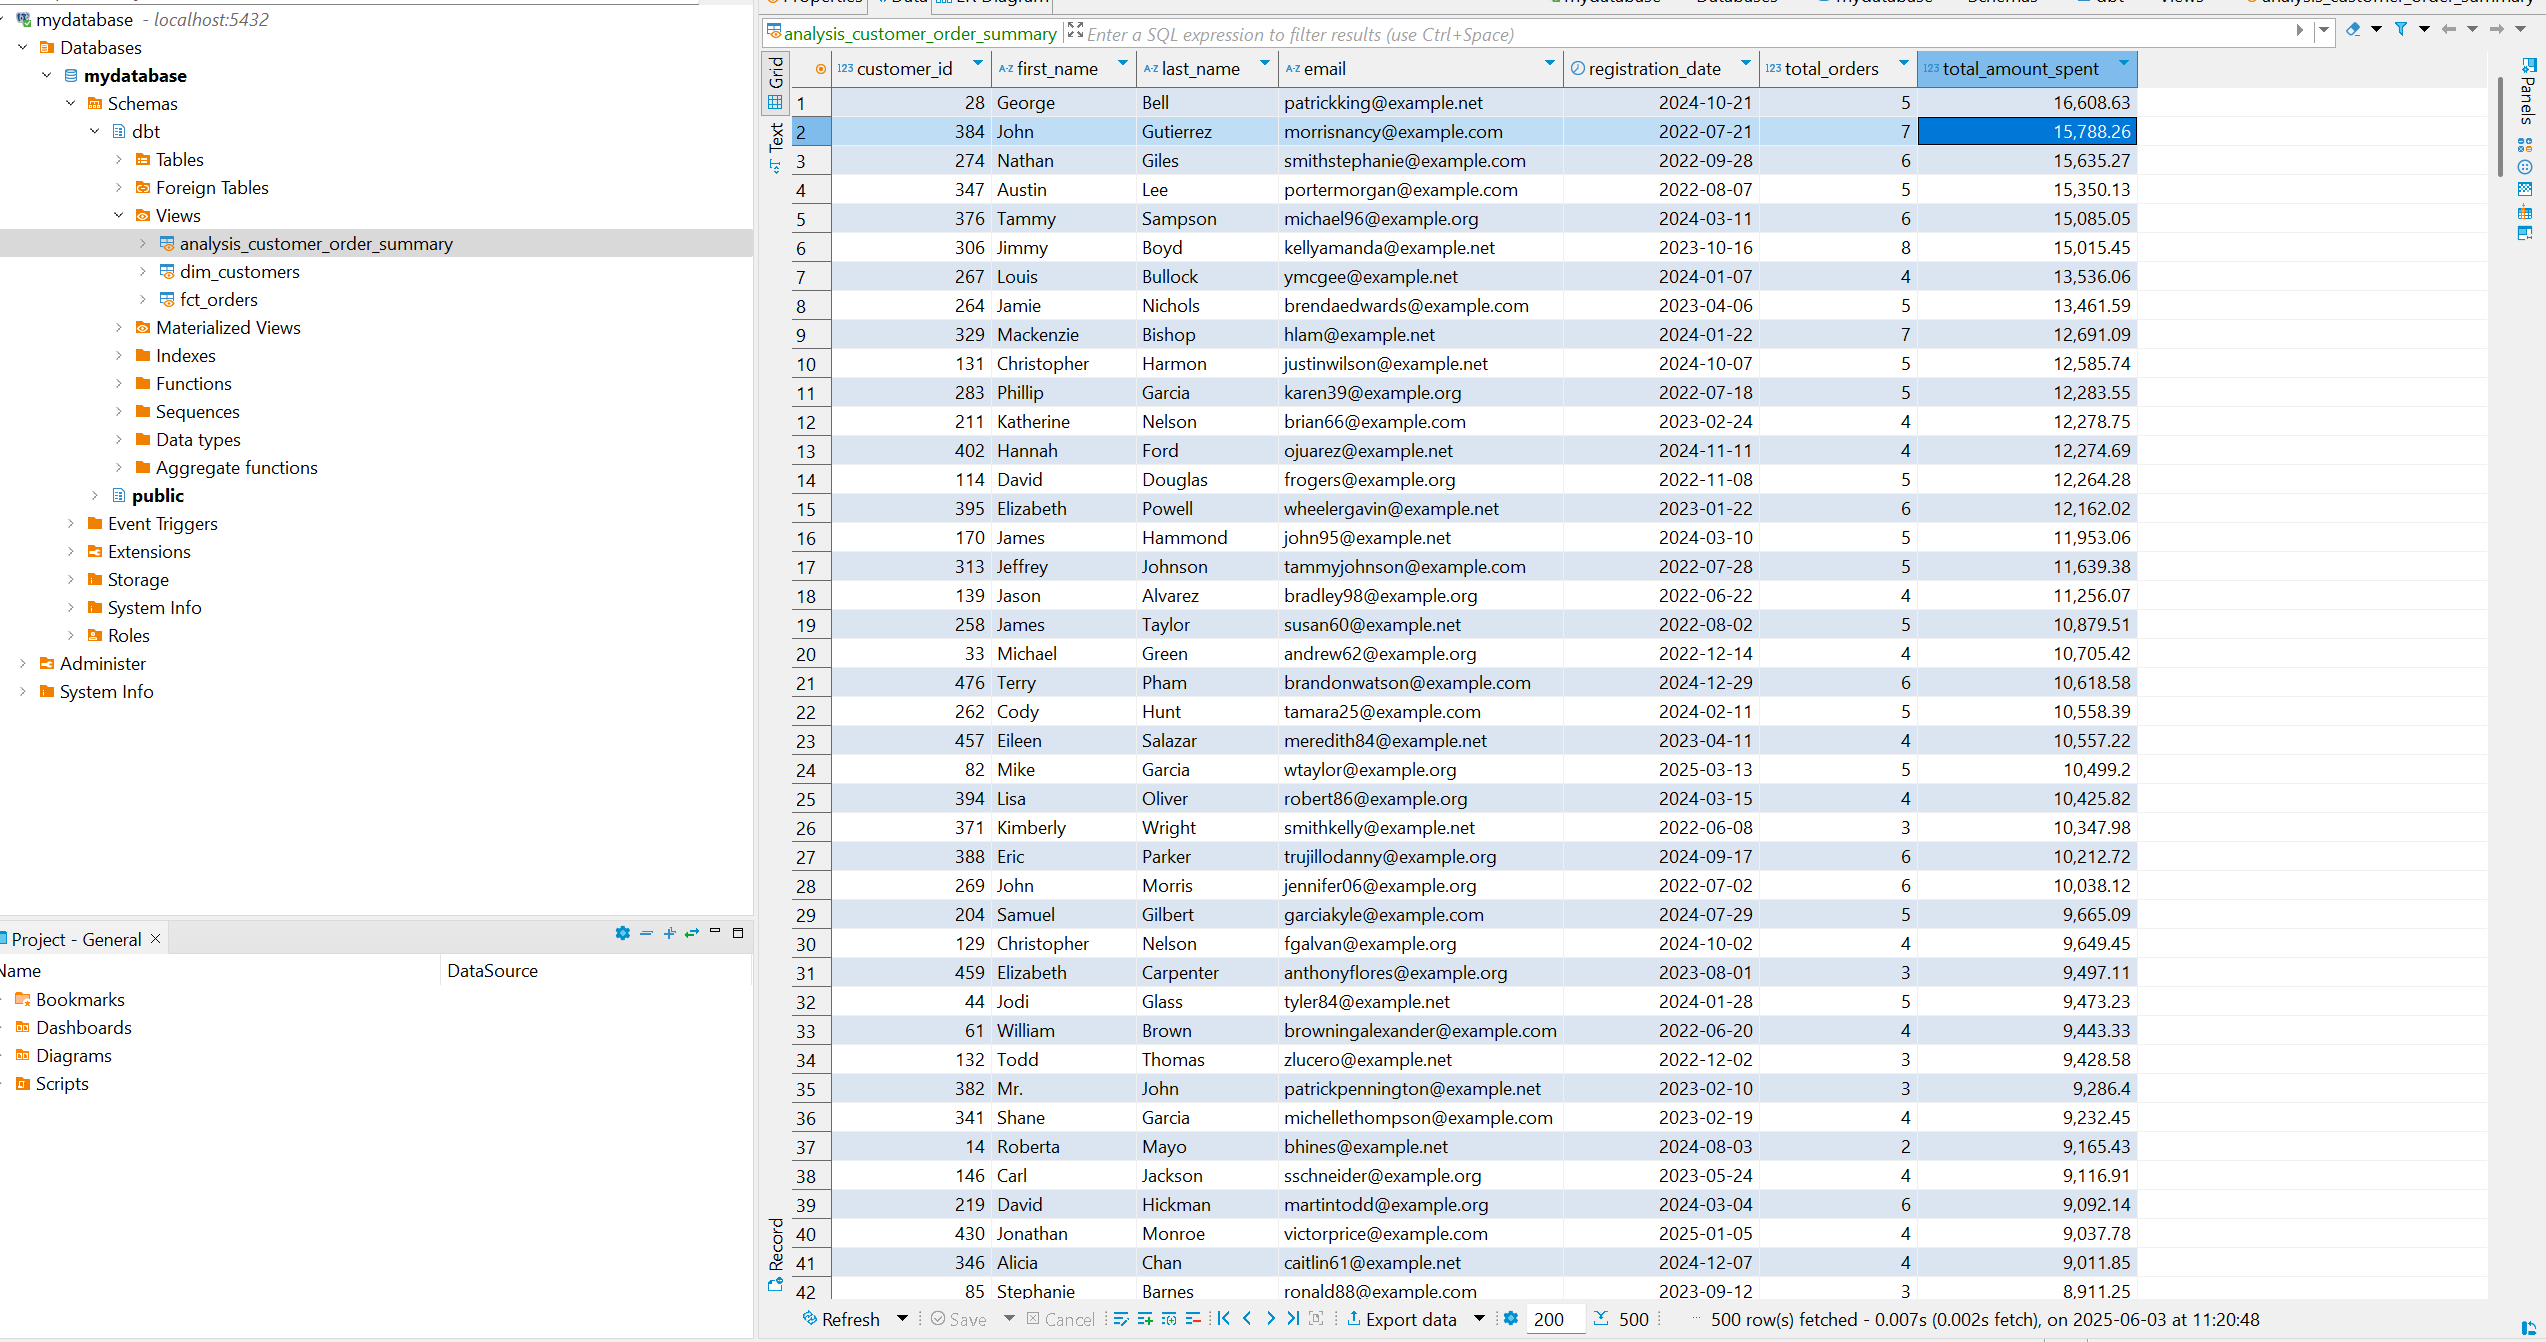 mydatabase - localhost:5432
Databases
mydatabase
Schemas
dbt
Tables
Foreign Tables
Views
analysis_customer_order_summary
dim_customers
fct_orders
Materialized Views
Indexes
Functions
Sequences
Data types
Aggregate functions
public
Event Triggers
Extensions
Storage
System Info
Roles
Administer
System Info
Project - General
Name DataSource
Bookmarks
Dashboards
Diagrams
Scripts
Properties Data ER Diagram mydatabase Databases mydatabase Schemas dbt Views analysis_customer_order_summary
analysis_customer_order_summary Enter a SQL expression to filter results (use Ctrl+Space)
Grid
Text
Record
Panels
123 customer_id A-Z first_name A-Z last_name A-Z email registration_date 123 total_orders 123 total_amount_spent
1 28 George Bell patrickking@example.net 2024-10-21 5 16,608.63
2 384 John Gutierrez morrisnancy@example.com 2022-07-21 7 15,788.26
3 274 Nathan Giles smithstephanie@example.com 2022-09-28 6 15,635.27
4 347 Austin Lee portermorgan@example.com 2022-08-07 5 15,350.13
5 376 Tammy Sampson michael96@example.org 2024-03-11 6 15,085.05
6 306 Jimmy Boyd kellyamanda@example.net 2023-10-16 8 15,015.45
7 267 Louis Bullock ymcgee@example.net 2024-01-07 4 13,536.06
8 264 Jamie Nichols brendaedwards@example.com 2023-04-06 5 13,461.59
9 329 Mackenzie Bishop hlam@example.net 2024-01-22 7 12,691.09
10 131 Christopher Harmon justinwilson@example.net 2024-10-07 5 12,585.74
11 283 Phillip Garcia karen39@example.org 2022-07-18 5 12,283.55
12 211 Katherine Nelson brian66@example.com 2023-02-24 4 12,278.75
13 402 Hannah Ford ojuarez@example.net 2024-11-11 4 12,274.69
14 114 David Douglas frogers@example.org 2022-11-08 5 12,264.28
15 395 Elizabeth Powell wheelergavin@example.net 2023-01-22 6 12,162.02
16 170 James Hammond john95@example.net 2024-03-10 5 11,953.06
17 313 Jeffrey Johnson tammyjohnson@example.com 2022-07-28 5 11,639.38
18 139 Jason Alvarez bradley98@example.org 2022-06-22 4 11,256.07
19 258 James Taylor susan60@example.net 2022-08-02 5 10,879.51
20 33 Michael Green andrew62@example.org 2022-12-14 4 10,705.42
21 476 Terry Pham brandonwatson@example.com 2024-12-29 6 10,618.58
22 262 Cody Hunt tamara25@example.com 2024-02-11 5 10,558.39
23 457 Eileen Salazar meredith84@example.net 2023-04-11 4 10,557.22
24 82 Mike Garcia wtaylor@example.org 2025-03-13 5 10,499.2
25 394 Lisa Oliver robert86@example.org 2024-03-15 4 10,425.82
26 371 Kimberly Wright smithkelly@example.net 2022-06-08 3 10,347.98
27 388 Eric Parker trujillodanny@example.org 2024-09-17 6 10,212.72
28 269 John Morris jennifer06@example.org 2022-07-02 6 10,038.12
29 204 Samuel Gilbert garciakyle@example.com 2024-07-29 5 9,665.09
30 129 Christopher Nelson fgalvan@example.org 2024-10-02 4 9,649.45
31 459 Elizabeth Carpenter anthonyflores@example.org 2023-08-01 3 9,497.11
32 44 Jodi Glass tyler84@example.net 2024-01-28 5 9,473.23
33 61 William Brown browningalexander@example.com 2022-06-20 4 9,443.33
34 132 Todd Thomas zlucero@example.net 2022-12-02 3 9,428.58
35 382 Mr. John patrickpennington@example.net 2023-02-10 3 9,286.4
36 341 Shane Garcia michellethompson@example.com 2023-02-19 4 9,232.45
37 14 Roberta Mayo bhines@example.net 2024-08-03 2 9,165.43
38 146 Carl Jackson sschneider@example.org 2023-05-24 4 9,116.91
39 219 David Hickman martintodd@example.org 2024-03-04 6 9,092.14
40 430 Jonathan Monroe victorprice@example.com 2025-01-05 4 9,037.78
41 346 Alicia Chan caitlin61@example.net 2024-12-07 4 9,011.85
42 85 Stephanie Barnes ronald88@example.com 2023-09-12 3 8,911.25
Refresh Save Cancel Export data 200 500 500 row(s) fetched - 0.007s (0.002s fetch), on 2025-06-03 at 11:20:48